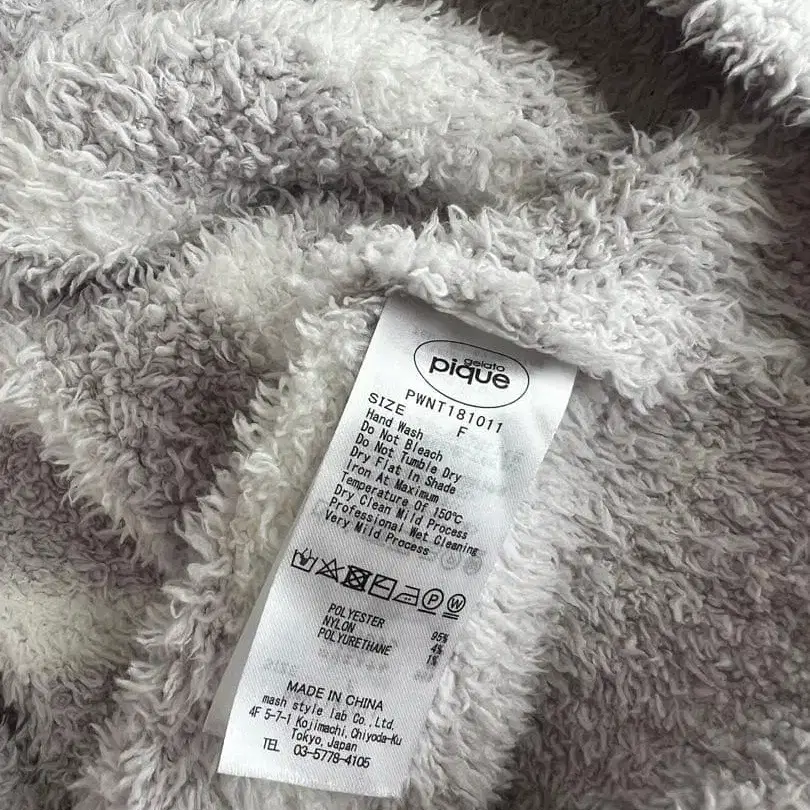 gelato
pique
PWNT181011
SIZE F
Hand Wash
Do Not Bleach
Do Not Tumble Dry
Dry Flat In Shade
Iron At Maximum
Temperature Of 150℃
Dry Clean Mild Process
Professional Wet Cleaning
Very Mild Process
P W
POLYESTER 95%
NYLON 4%
POLYURETHANE 1%
MADE IN CHINA
mash style lab Co.,Ltd.
4F 5-7-1 Kojimachi,Chiyoda-Ku
Tokyo,Japan
TEL 03-5778-4105